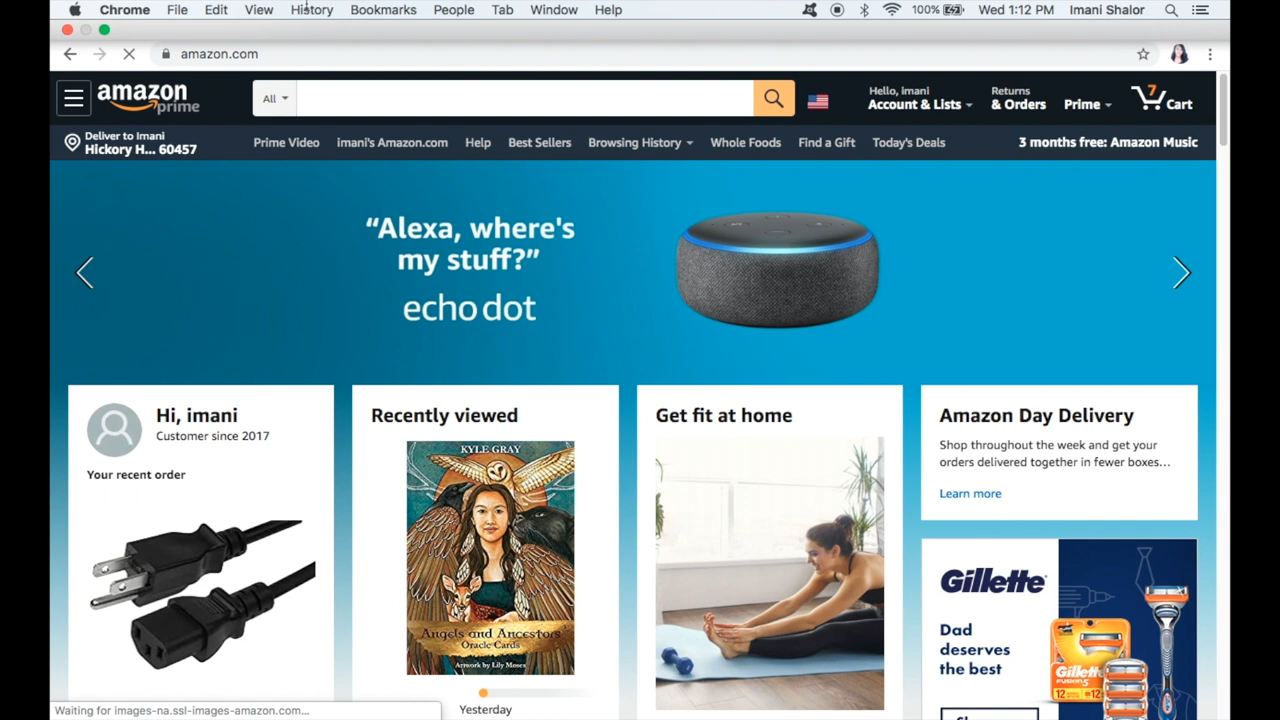 Chrome File Edit View History Bookmarks People Tab Window Help 100% Wed 1:12 PM Imani Shalor
amazon.com
amazon prime
All
Hello, imani
Account & Lists
Returns
& Orders
Prime
7
Cart
Deliver to Imani
Hickory H... 60457
Prime Video imani's Amazon.com Help Best Sellers Browsing History Whole Foods Find a Gift Today's Deals
3 months free: Amazon Music
“Alexa, where's
my stuff?”
echo dot
Hi, imani
Customer since 2017
Your recent order
Recently viewed
KYLE GRAY
Angels and Ancestors
Oracle Cards
Artwork by Lily Moses
Yesterday
Get fit at home
Amazon Day Delivery
Shop throughout the week and get your
orders delivered together in fewer boxes...
Learn more
Gillette
Dad
deserves
the best
Gillette
FUSION5
12
12
Waiting for images-na.ssl-images-amazon.com...